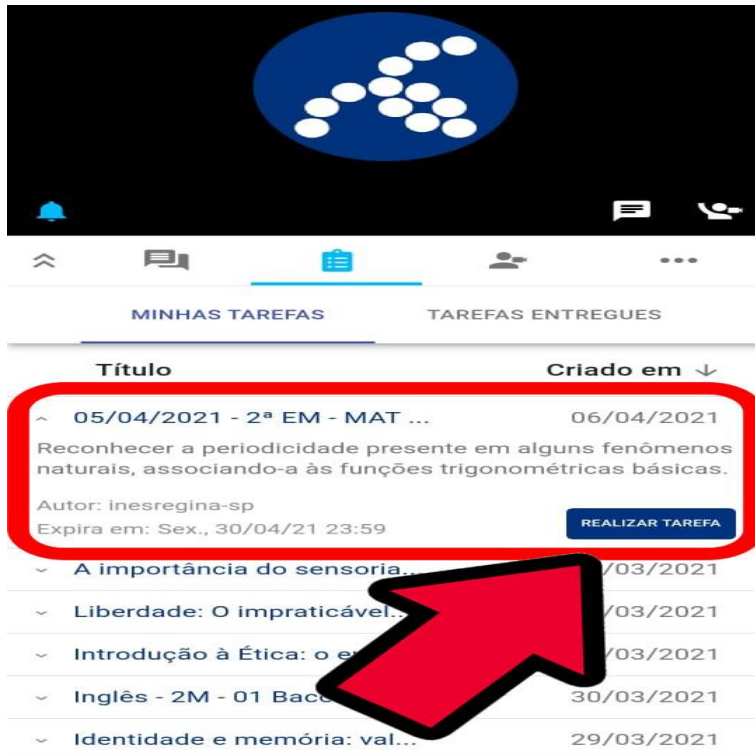 MINHAS TAREFAS TAREFAS ENTREGUES
Título Criado em
05/04/2021 - 2ª EM - MAT ... 06/04/2021
Reconhecer a periodicidade presente em alguns fenômenos
naturais, associando-a às funções trigonométricas básicas.
Autor: inesregina-sp
Expira em: Sex., 30/04/21 23:59 REALIZAR TAREFA
A importância do sensoria... /03/2021
Liberdade: O impraticável... /03/2021
Introdução à Ética: o /03/2021
Inglês - 2M - 01 30/03/2021
Identidade e memória: val... 29/03/2021